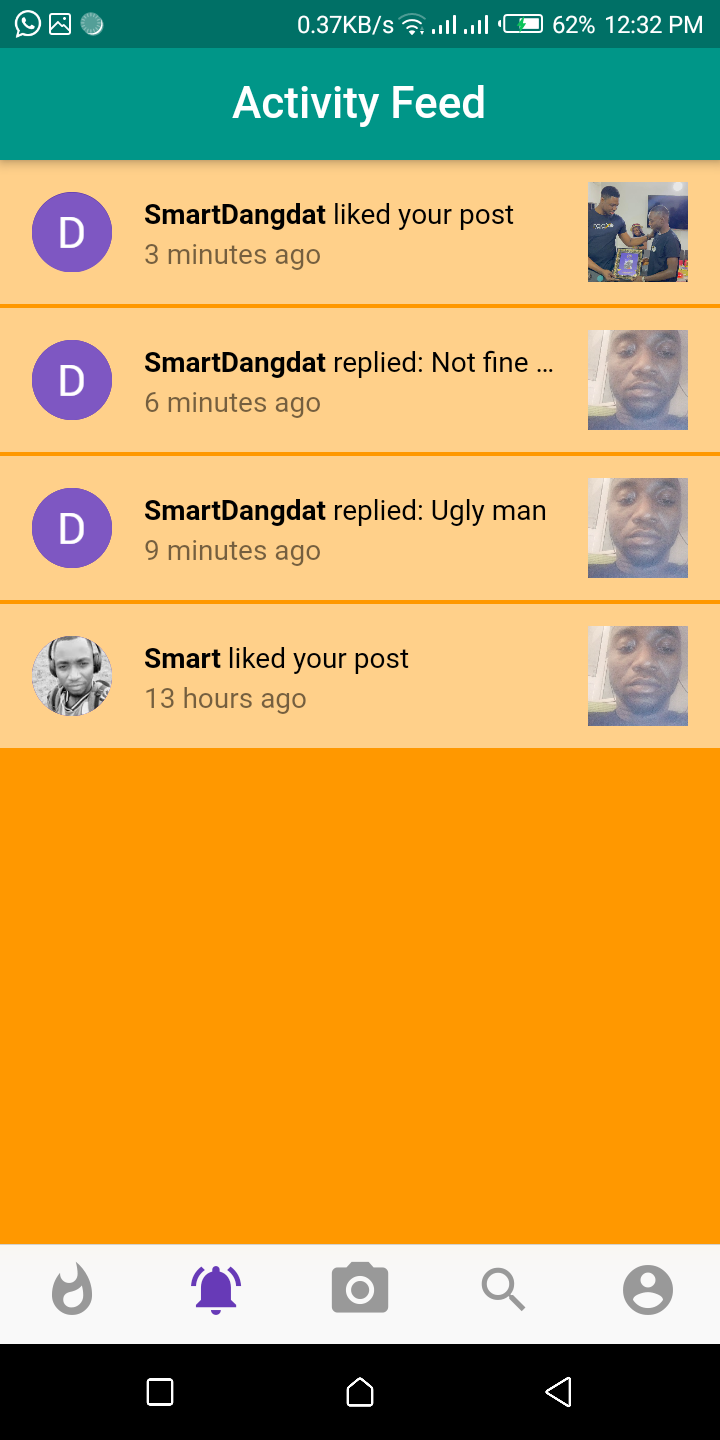 0.37KB/s 62% 12:32 PM
Activity Feed
D
SmartDangdat liked your post
3 minutes ago
D
SmartDangdat replied: Not fine ...
6 minutes ago
D
SmartDangdat replied: Ugly man
9 minutes ago
Smart liked your post
13 hours ago